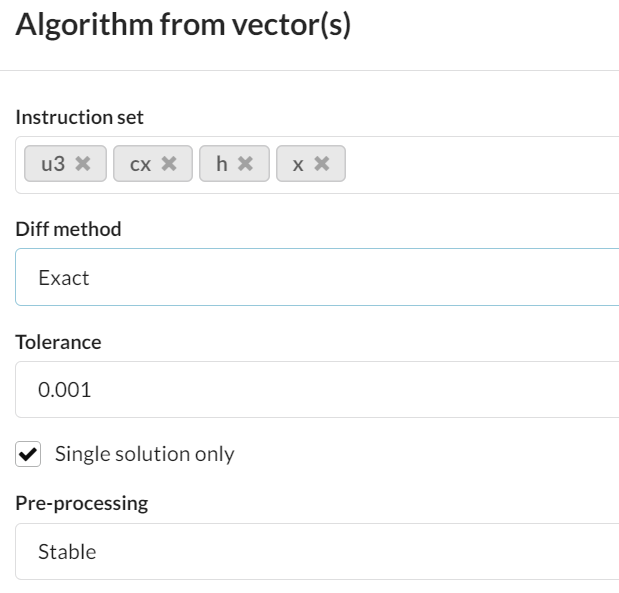 Algorithm from vector(s)
Instruction set
u3 ✖ cx ✖ h ✖ x ✖
Diff method
Exact
Tolerance
0.001
Single solution only
Pre-processing
Stable